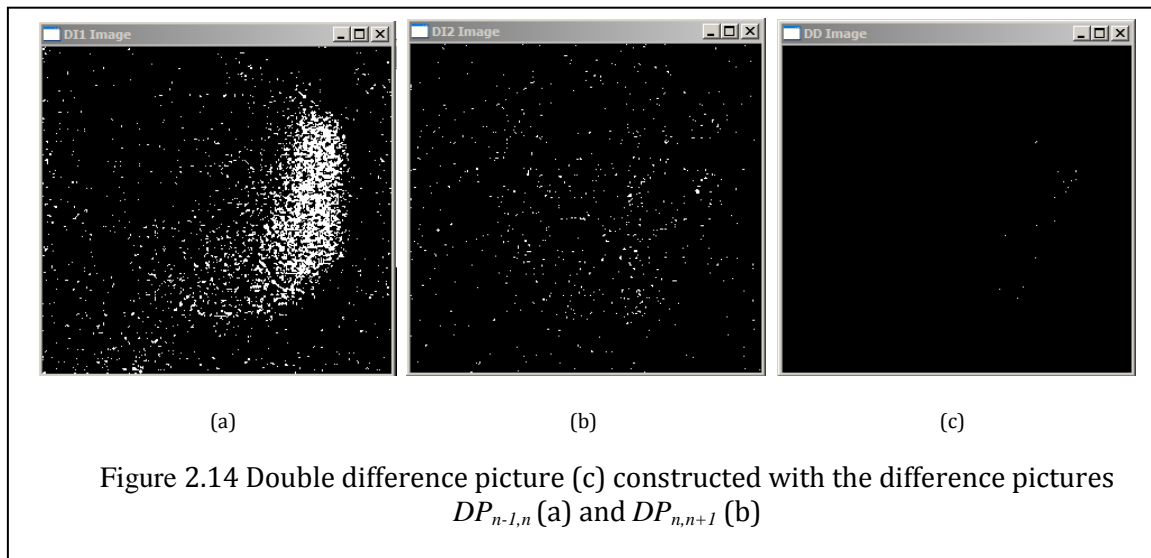 DI1 Image
DI2 Image
DD Image
(a)
(b)
(c)
Figure 2.14 Double difference picture (c) constructed with the difference pictures
DPn-1,n (a) and DPn,n+1 (b)